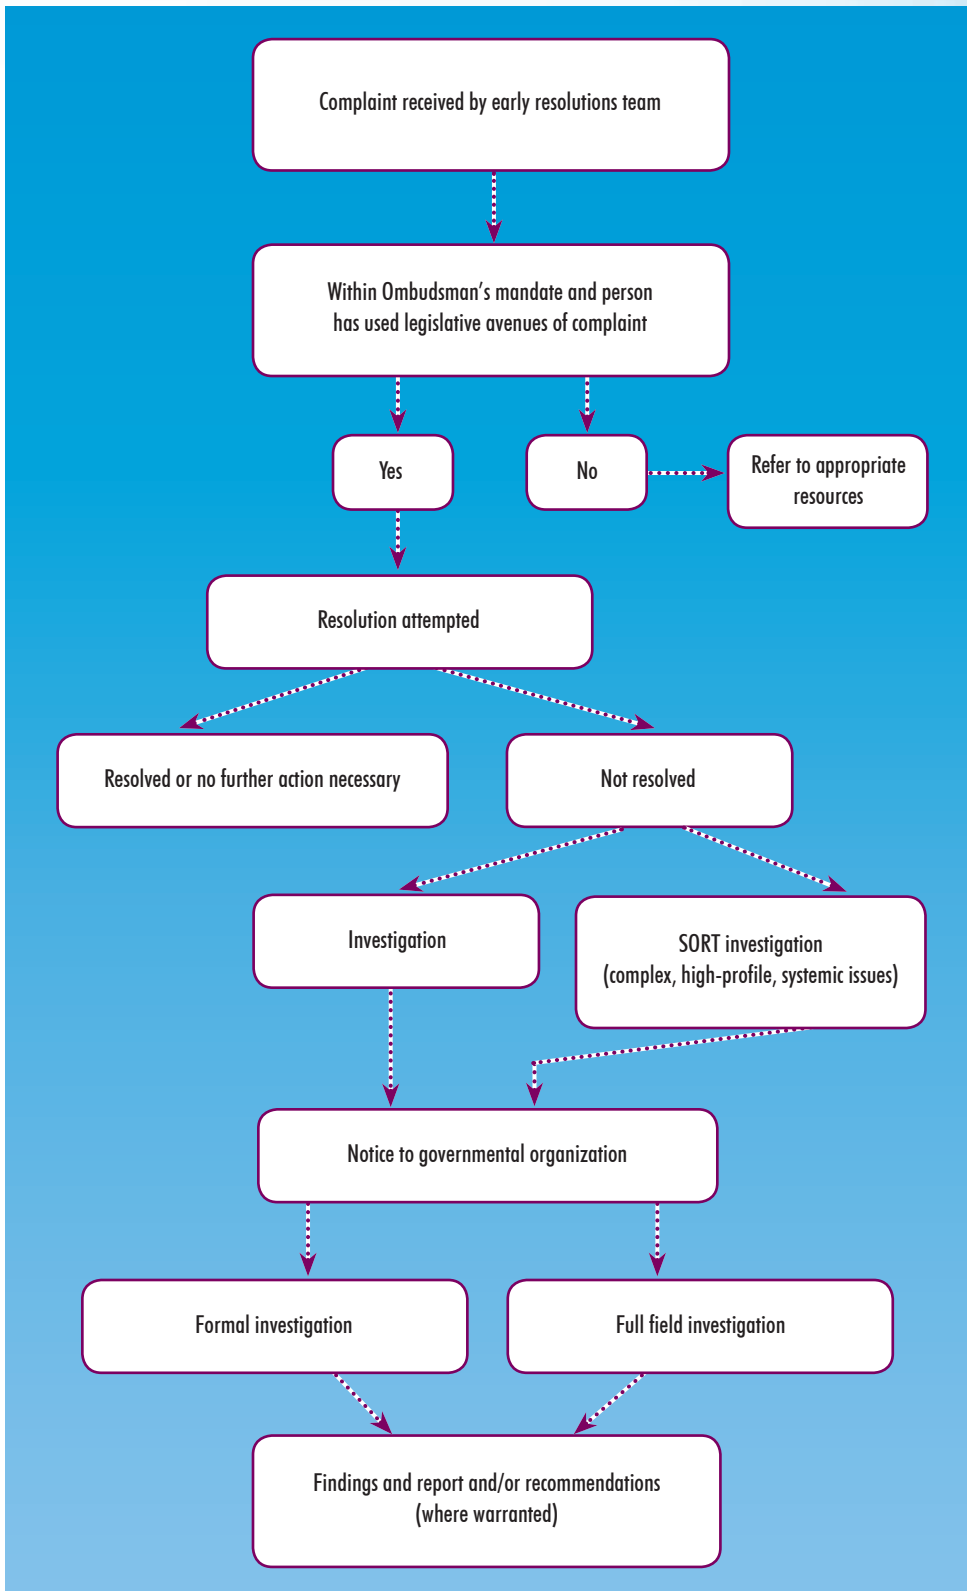 Complaint received by early resolutions team
Within Ombudsman’s mandate and person
has used legislative avenues of complaint
Yes
No
Refer to appropriate
resources
Resolution attempted
Resolved or no further action necessary
Not resolved
Investigation
SORT investigation
(complex, high-profile, systemic issues)
Notice to governmental organization
Formal investigation
Full field investigation
Findings and report and/or recommendations
(where warranted)